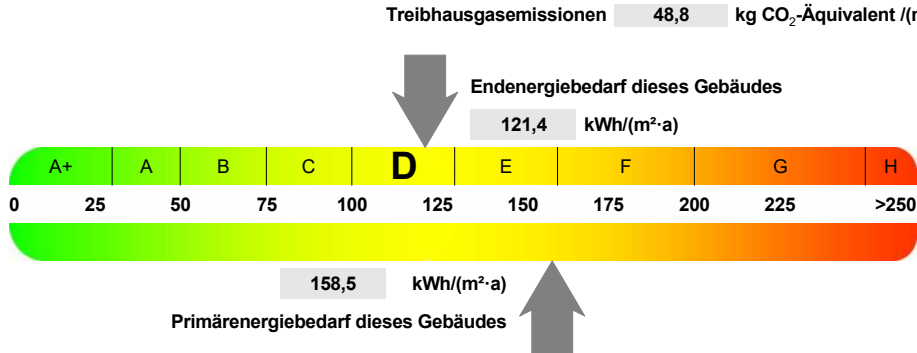 Treibhausgasemissionen 48,8 kg CO₂-Äquivalent /(m
Endenergiebedarf dieses Gebäudes
121,4 kWh/(m²·a)
A+ A B C D E F G H
0 25 50 75 100 125 150 175 200 225 >250
158,5 kWh/(m²·a)
Primärenergiebedarf dieses Gebäudes